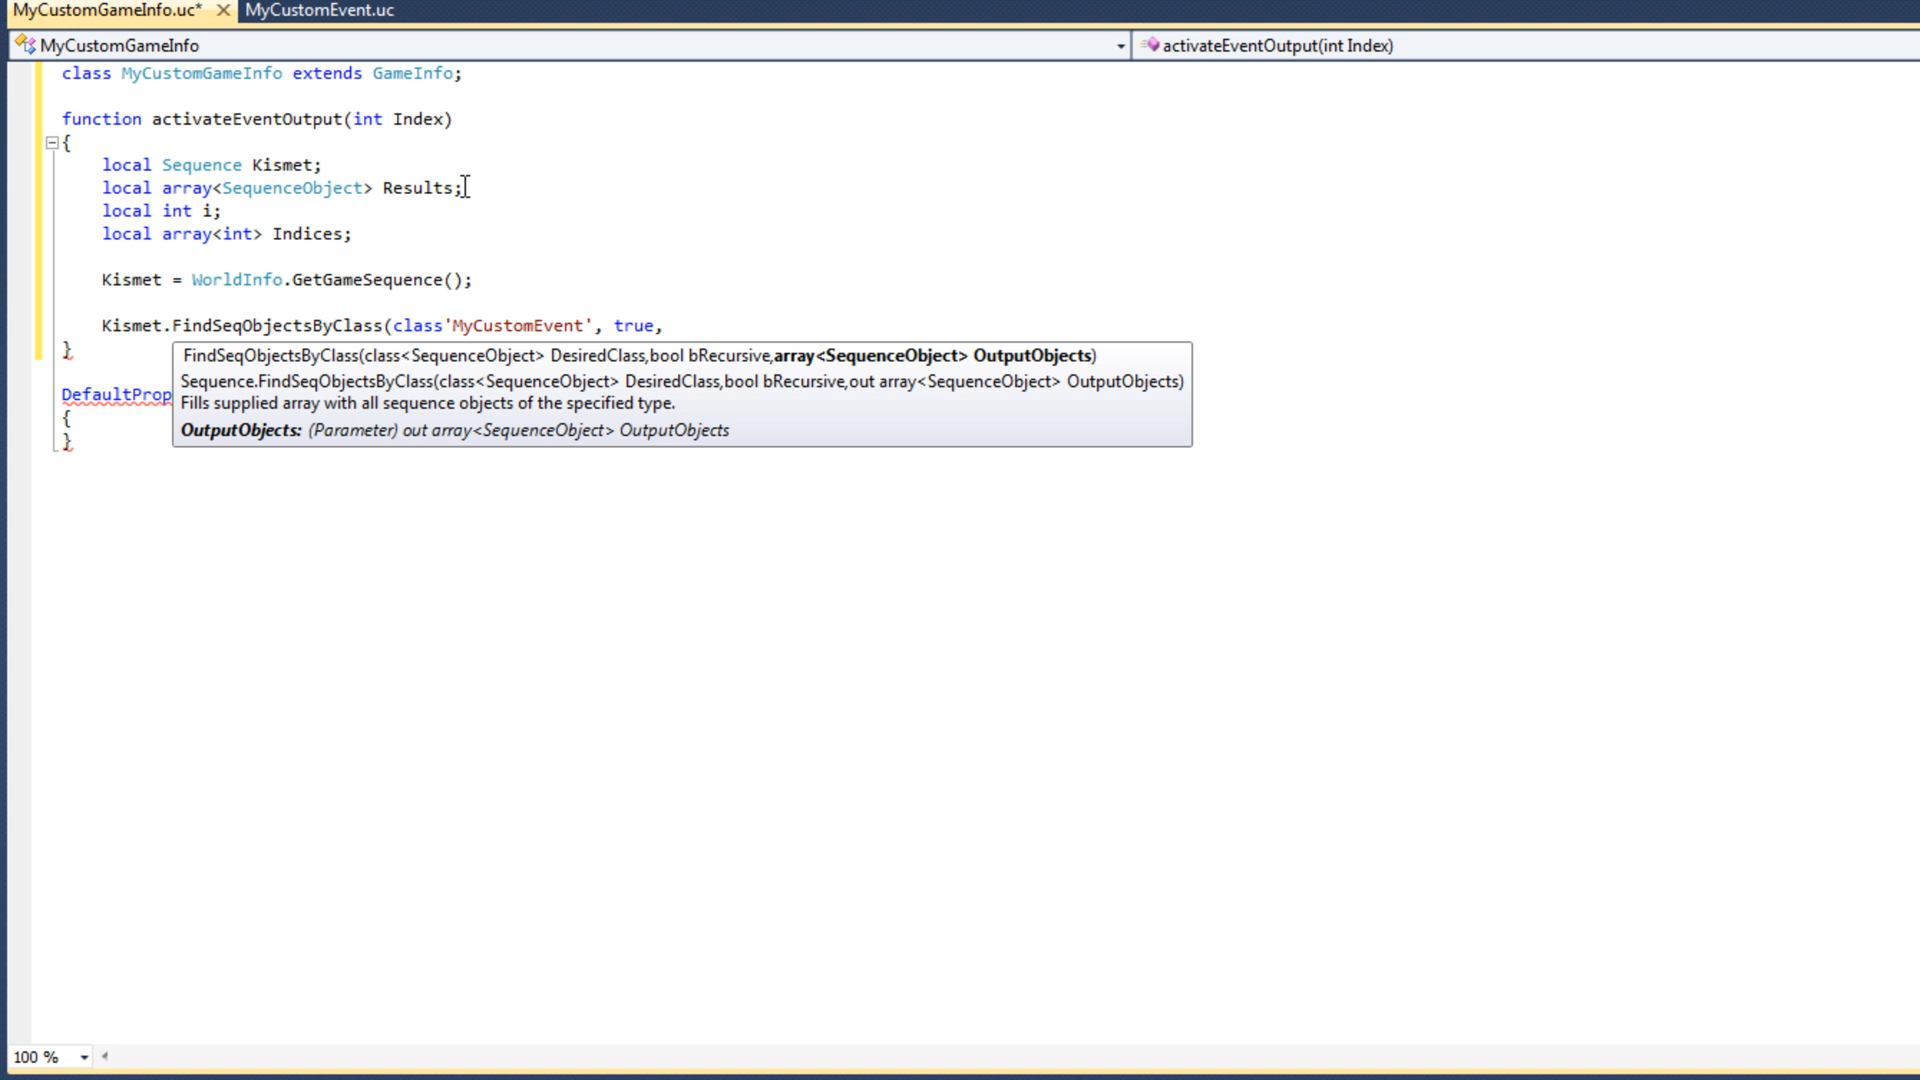 MyCustomGameInfo.uc* MyCustomEvent.uc
MyCustomGameInfo activateEventOutput(int Index)
class MyCustomGameInfo extends GameInfo;
function activateEventOutput(int Index)
{
local Sequence Kismet;
local array<SequenceObject> Results;
local int i;
local array<int> Indices;
Kismet = WorldInfo.GetGameSequence();
Kismet.FindSeqObjectsByClass(class'MyCustomEvent', true,
}
FindSeqObjectsByClass(class<SequenceObject> DesiredClass,bool bRecursive,array<SequenceObject> OutputObjects)
Sequence.FindSeqObjectsByClass(class<SequenceObject> DesiredClass,bool bRecursive,out array<SequenceObject> OutputObjects)
Fills supplied array with all sequence objects of the specified type.
OutputObjects: (Parameter) out array<SequenceObject> OutputObjects
DefaultProp
{
}
100 %